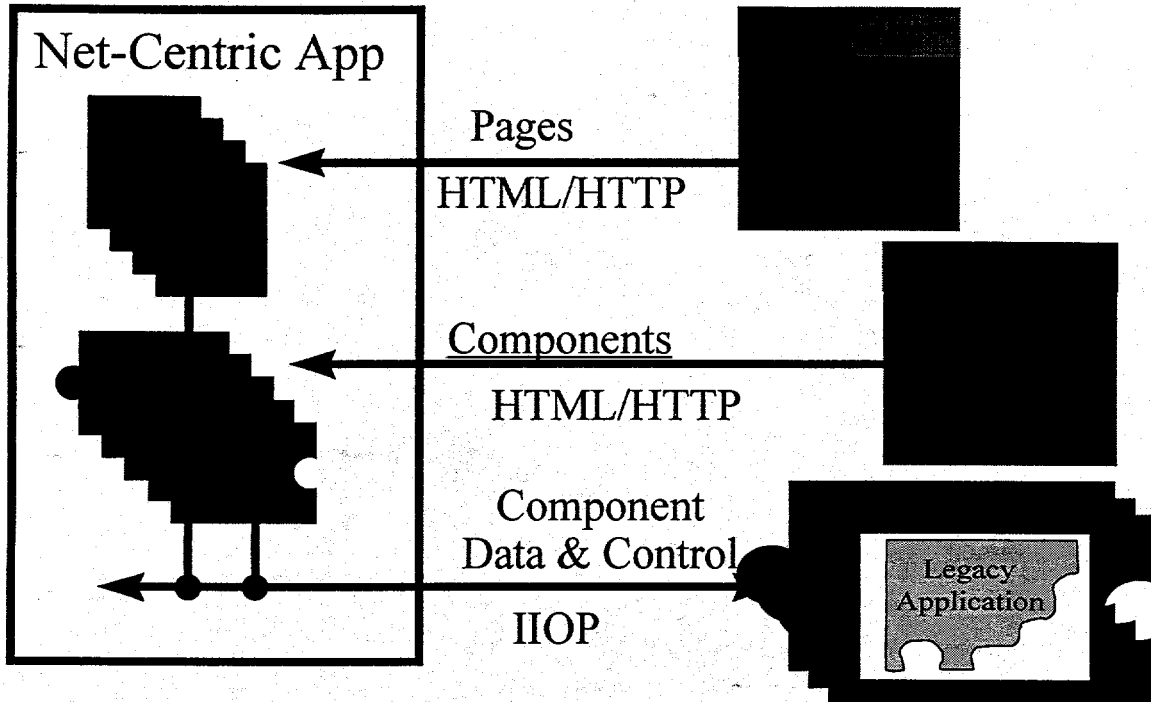 Net-Centric App
Pages
HTML/HTTP
Components
HTML/HTTP
Component
Data & Control
IIOP
Legacy
Application